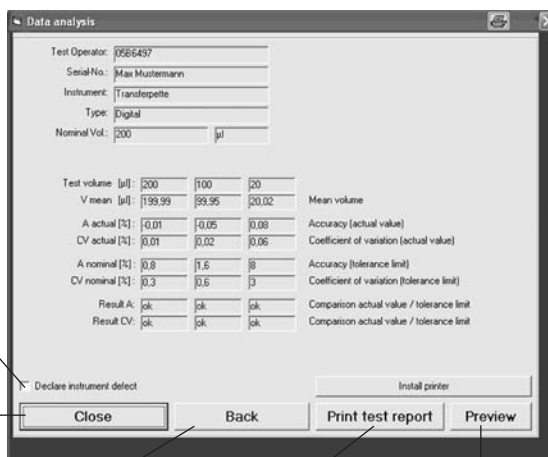 Data analysis
Test Operator: 05B6497
Serial-No.: Max Mustermann
Instrument: Transferpette
Type: Digital
Nominal Vol.: 200 µl
Test volume [µl]: 200 100 20
V mean [µl]: 199,99 99,95 20,02 Mean volume
A actual [%]: -0,01 -0,05 0,08 Accuracy (actual value)
CV actual [%]: 0,01 0,02 0,06 Coefficient of variation (actual value)
A nominal [%]: 0,8 1,6 8 Accuracy (tolerance limit)
CV nominal [%]: 0,3 0,6 3 Coefficient of variation (tolerance limit)
Result A: ok ok ok Comparison actual value / tolerance limit
Result CV: ok ok ok Comparison actual value / tolerance limit
Declare instrument defect Install printer
Close Back Print test report Preview